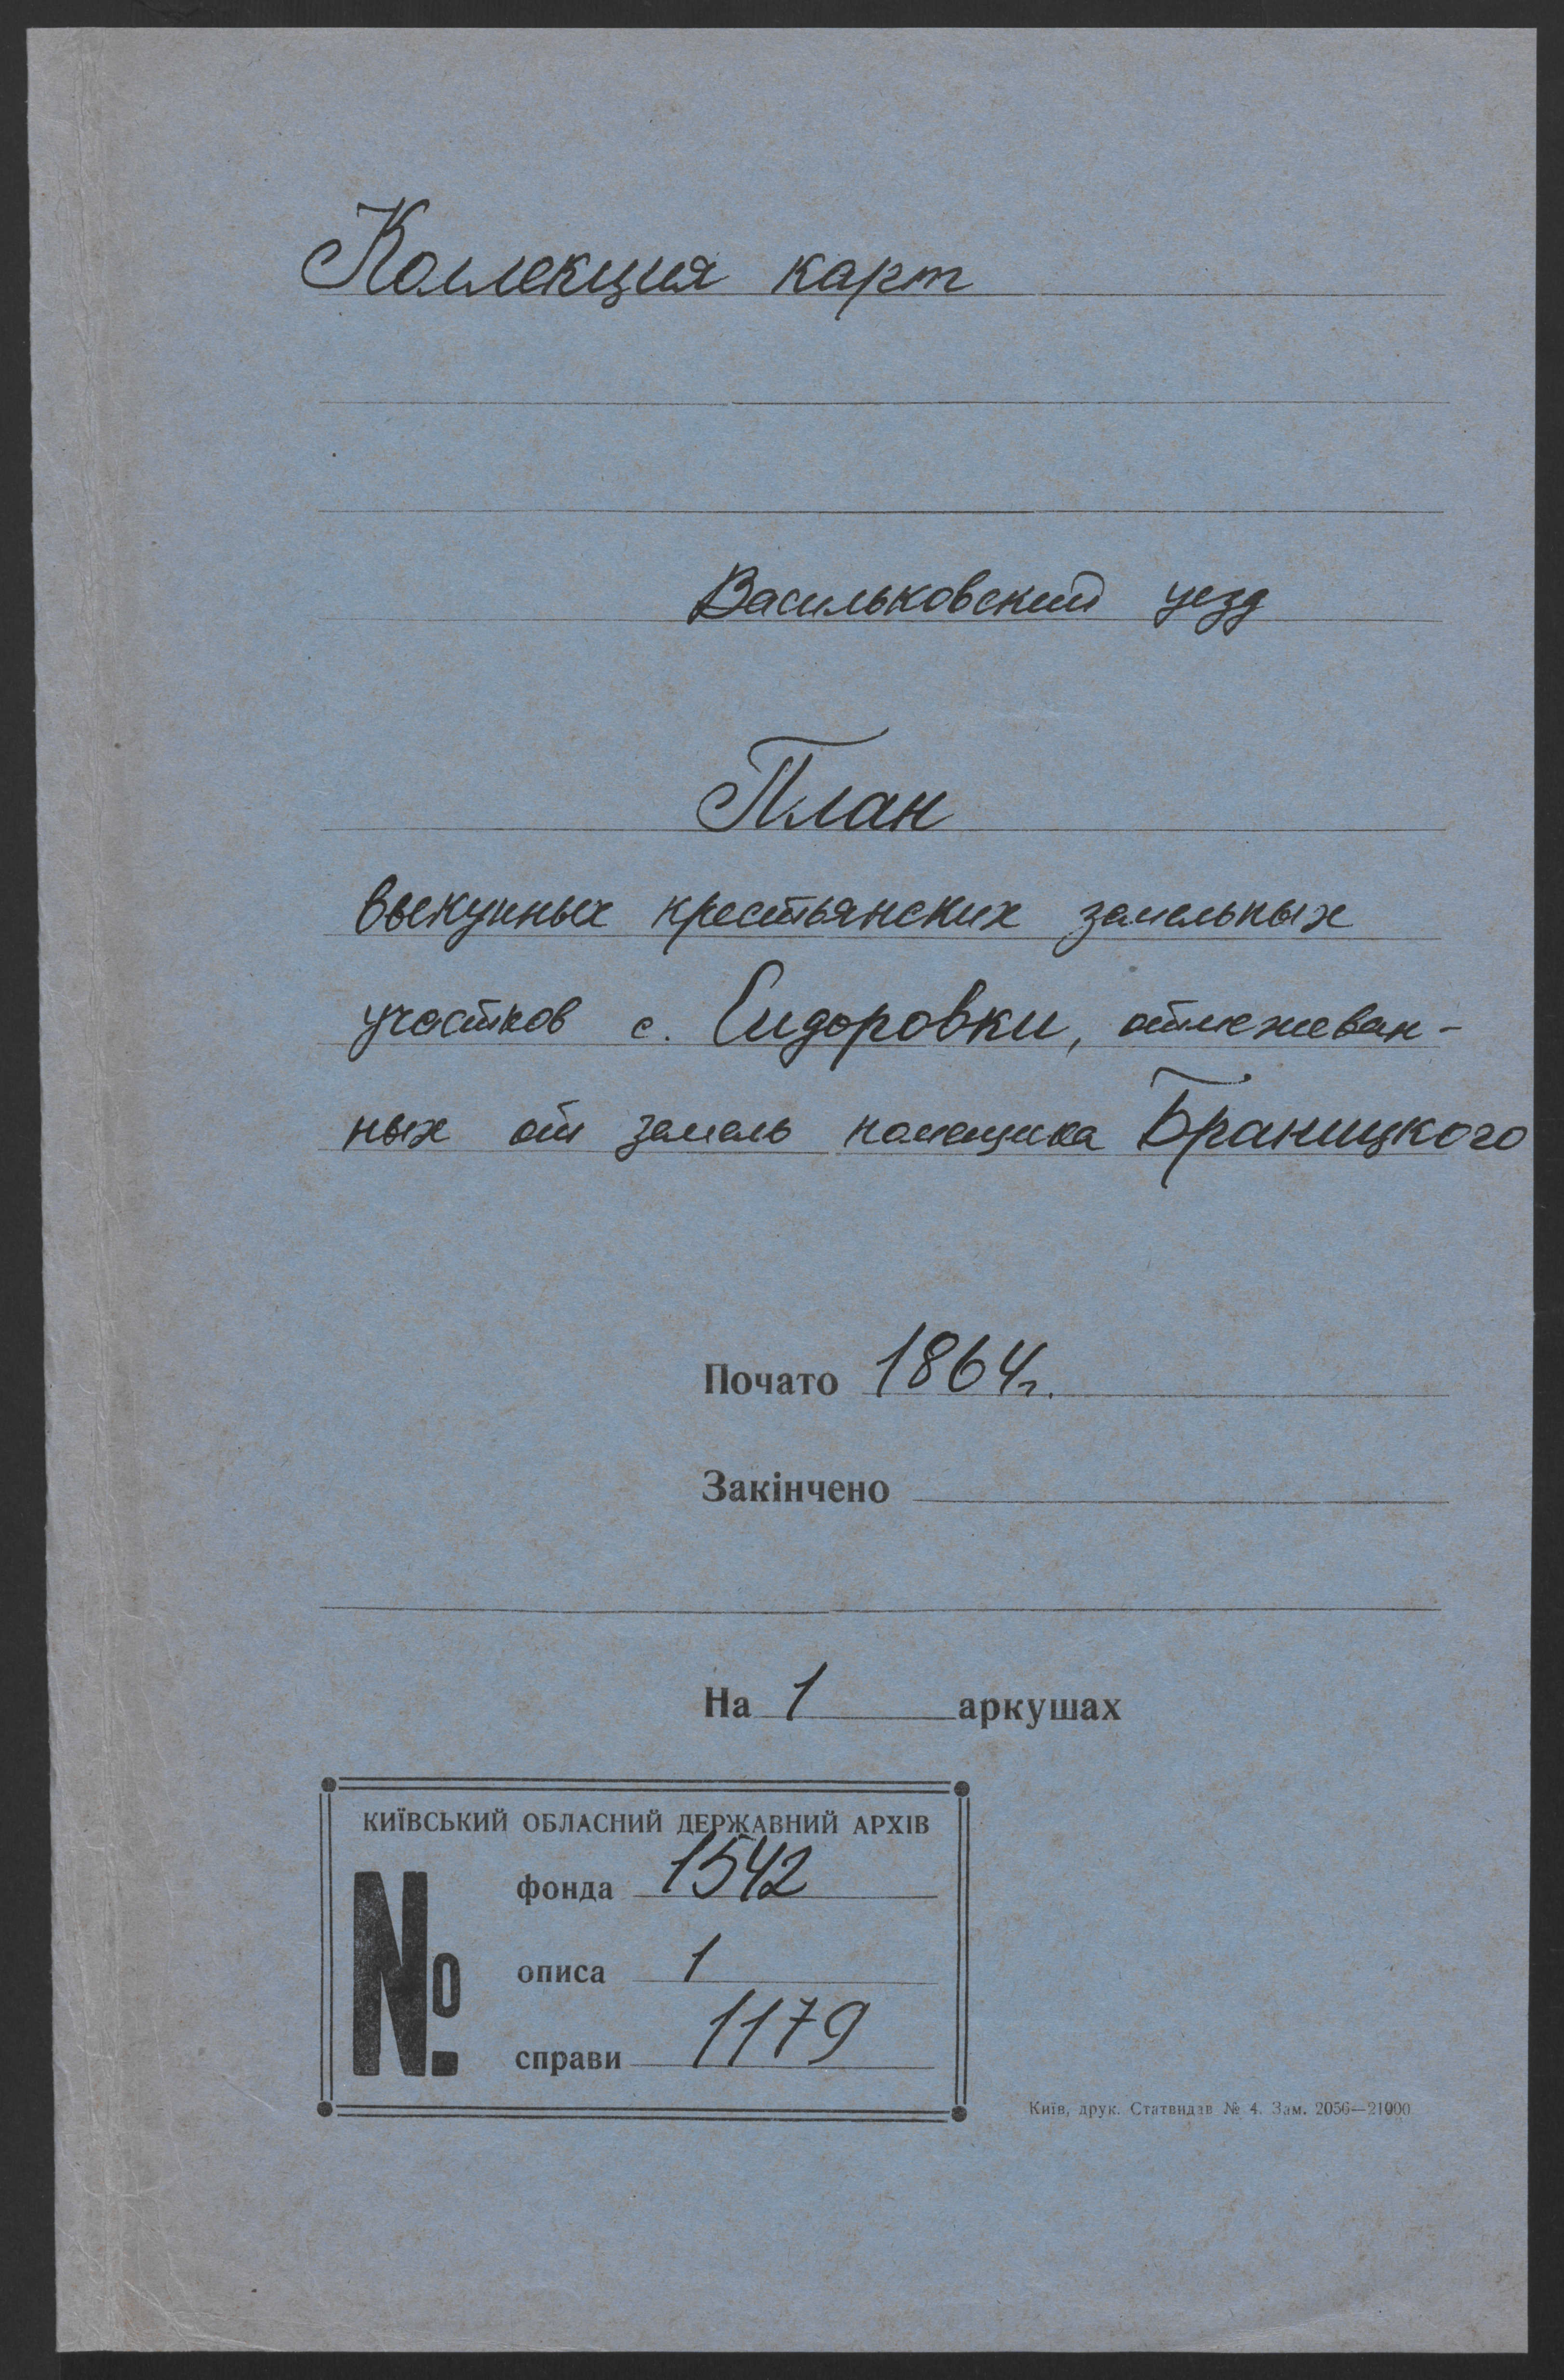 Коллекция карт
Васильковский уезд
План
выкупных крестьянских земельных
участков с. Сидоровки, отмежеван-
ных от земель помещика Браницкого
Почато 1864 г.
Закінчено
На 1 аркушах
КИЇВСЬКИЙ ОБЛАСНИЙ ДЕРЖАВНИЙ АРХІВ
№
фонда 1542
описа 1
справи 1179
Київ, друк. Статвидав № 4. Зам. 2056—21000